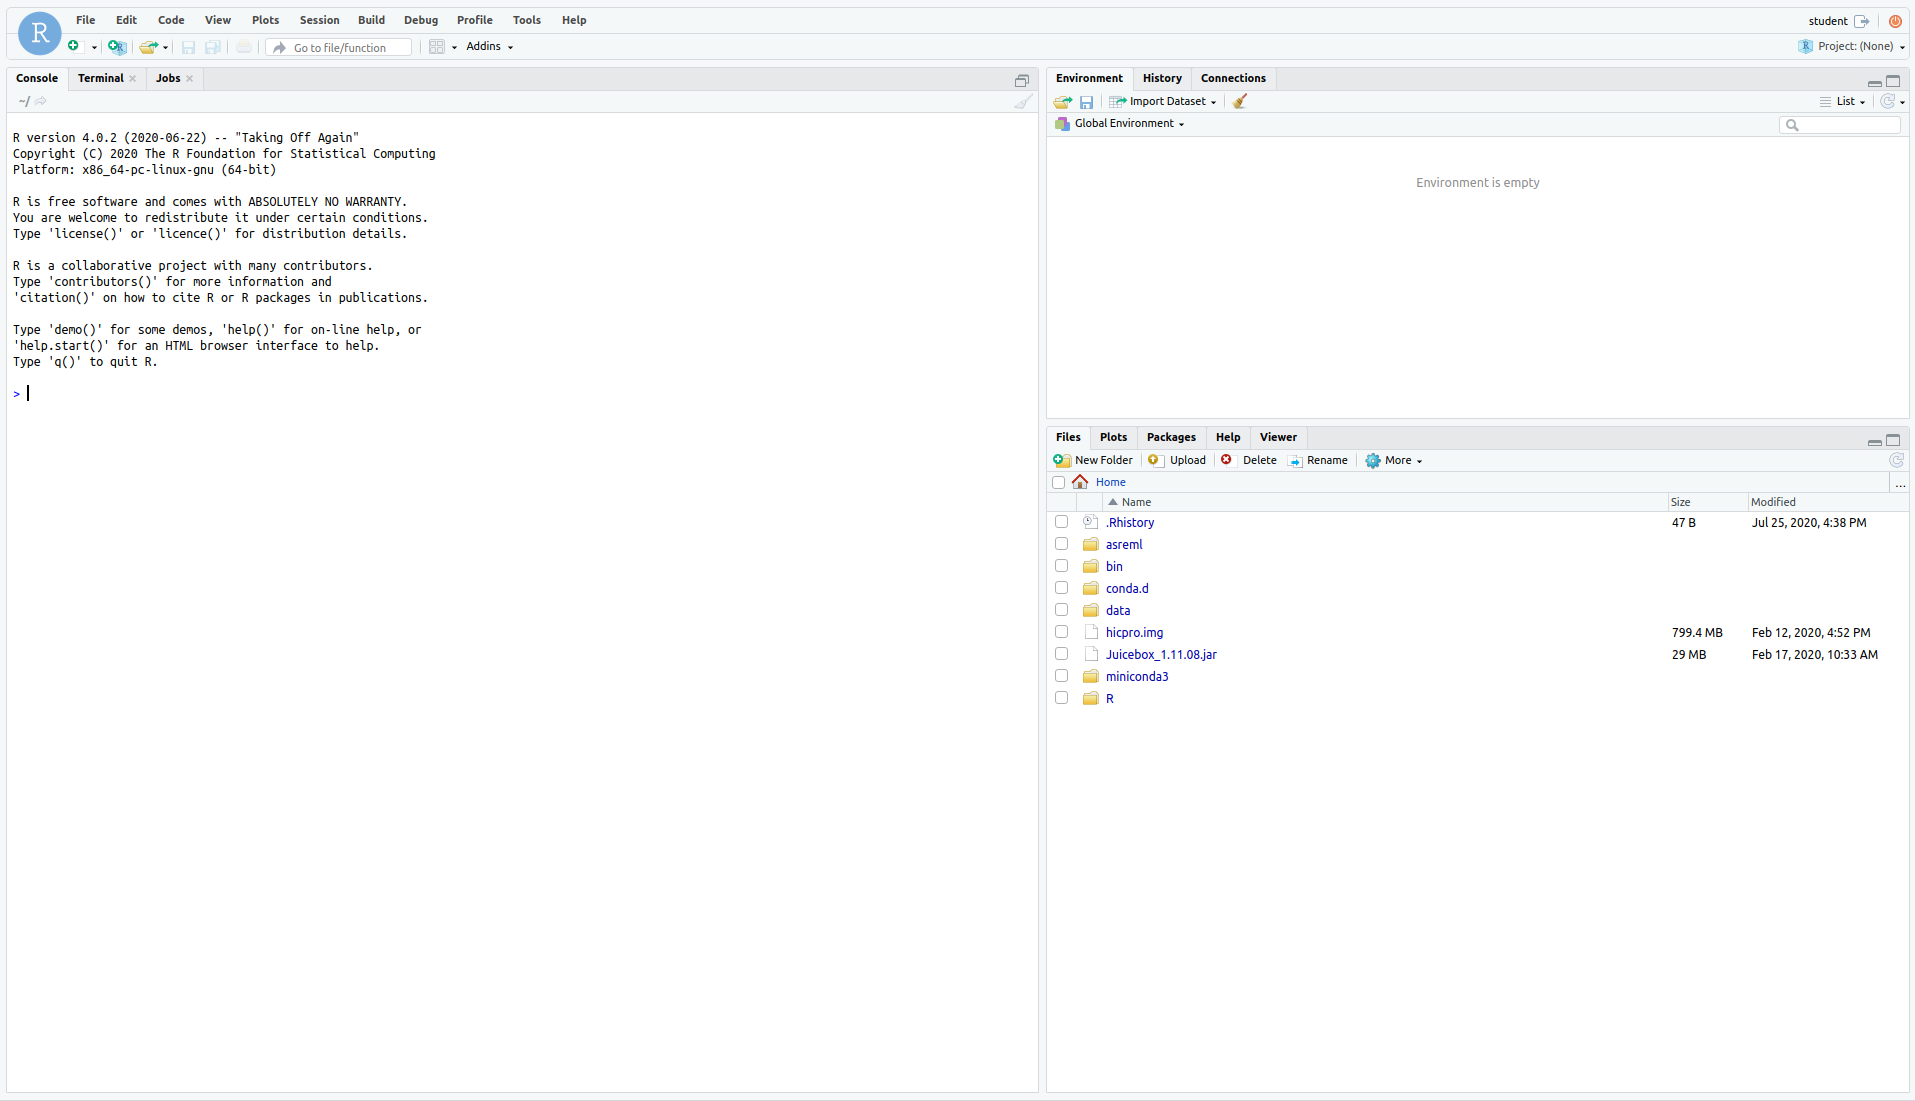 R
File Edit Code View Plots Session Build Debug Profile Tools Help
student
Go to file/function
Addins
Project: (None)
Console Terminal Jobs
~/
R version 4.0.2 (2020-06-22) -- "Taking Off Again"
Copyright (C) 2020 The R Foundation for Statistical Computing
Platform: x86_64-pc-linux-gnu (64-bit)
R is free software and comes with ABSOLUTELY NO WARRANTY.
You are welcome to redistribute it under certain conditions.
Type 'license()' or 'licence()' for distribution details.
R is a collaborative project with many contributors.
Type 'contributors()' for more information and
'citation()' on how to cite R or R packages in publications.
Type 'demo()' for some demos, 'help()' for on-line help, or
'help.start()' for an HTML browser interface to help.
Type 'q()' to quit R.
>
Environment History Connections
Import Dataset
List
Global Environment
Environment is empty
Files Plots Packages Help Viewer
New Folder Upload Delete Rename More
Home
...
Name Size Modified
.Rhistory 47 B Jul 25, 2020, 4:38 PM
asreml
bin
conda.d
data
hicpro.img 799.4 MB Feb 12, 2020, 4:52 PM
Juicebox_1.11.08.jar 29 MB Feb 17, 2020, 10:33 AM
miniconda3
R